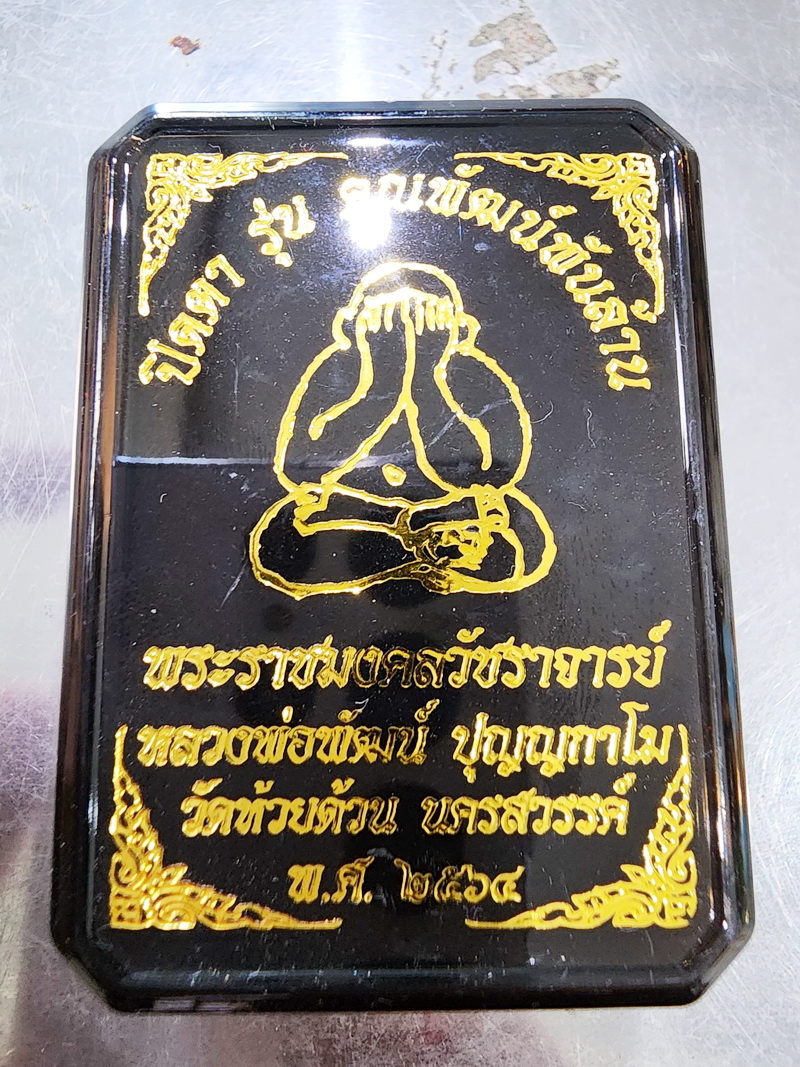 ปิดตา รุ่น คูณพัฒน์พันล้าน
พระราชมงคลวัชราจารย์
หลวงพ่อพัฒน์ ปุญญกาโม
วัดห้วยด้วน นครสวรรค์
พ.ศ. ๒๕๖๔